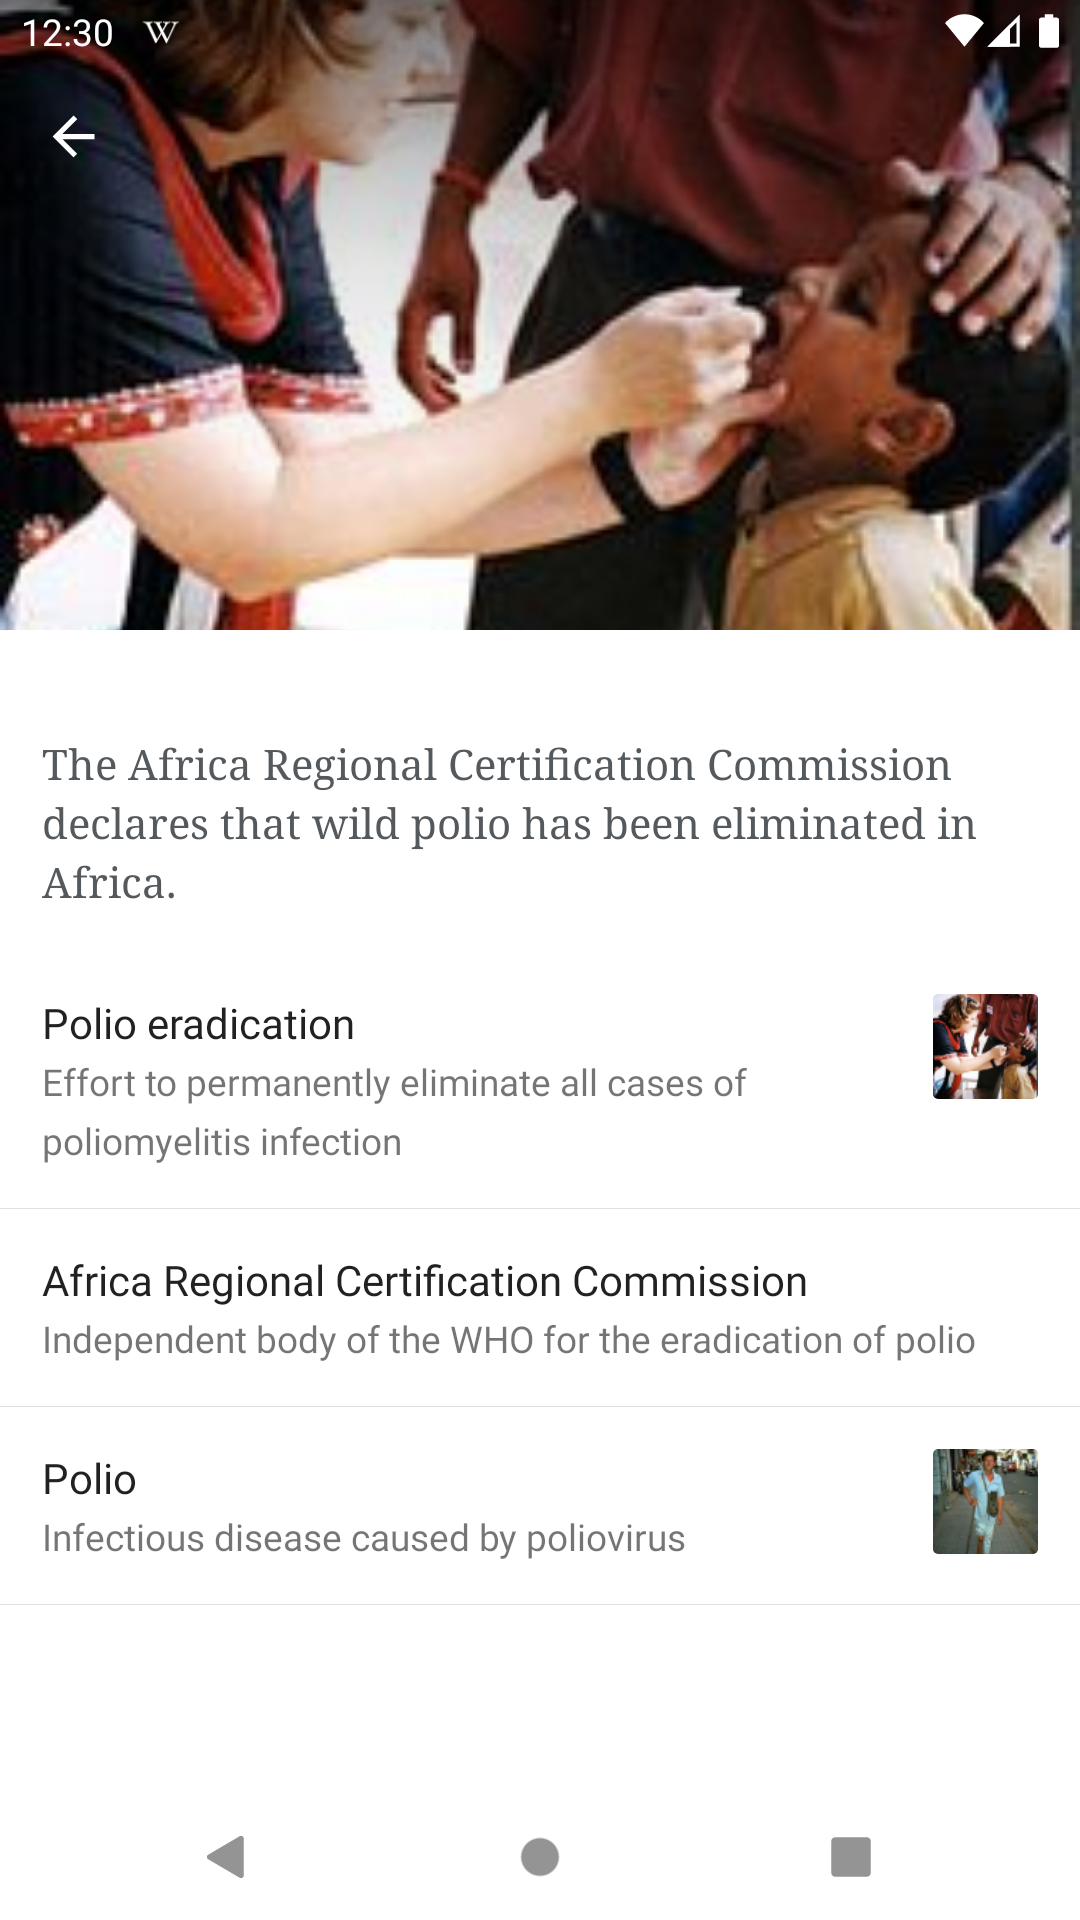 12:30 W
The Africa Regional Certification Commission
declares that wild polio has been eliminated in
Africa.
Polio eradication
Effort to permanently eliminate all cases of
poliomyelitis infection
Africa Regional Certification Commission
Independent body of the WHO for the eradication of polio
Polio
Infectious disease caused by poliovirus